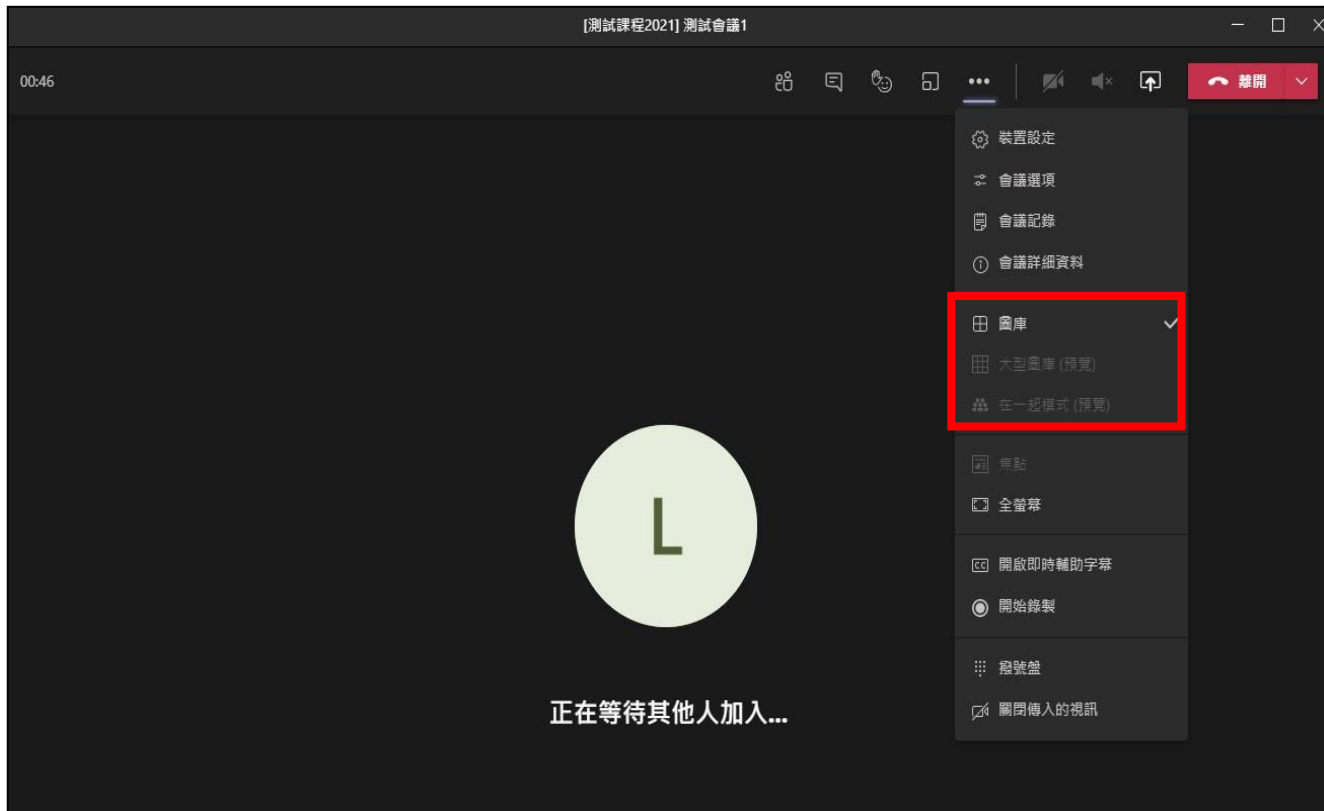 [測試課程2021] 測試會議1
00:46
離開
裝置設定
會議選項
會議記錄
會議詳細資料
圖庫
大型圖庫 (預覽)
在一起模式 (預覽)
焦點
全螢幕
CC 開啟即時輔助字幕
開始錄製
撥號盤
關閉傳入的視訊
L
正在等待其他人加入...